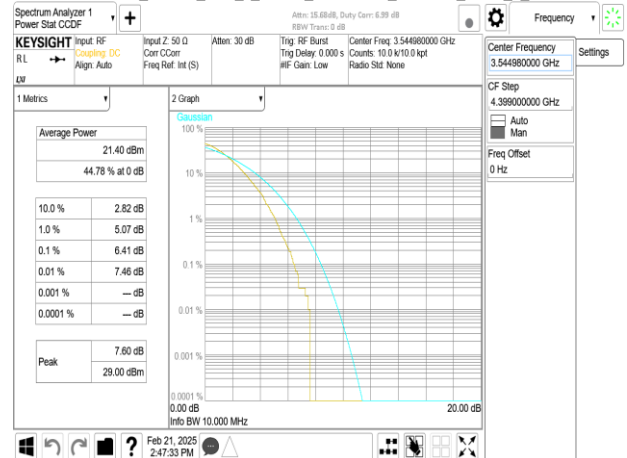 Spectrum Analyzer 1
Power Stat CCDF
Attn: 15.68dB, Duty Corr: 6.99 dB
RBW Trans: 0 dB
Frequency
KEYSIGHT
RL
Input: RF
Coupling: DC
Align: Auto
Input Z: 50 Ω
Corr CCorr
Freq Ref: Int (S)
Atten: 30 dB
Trig: RF Burst
Trig Delay: 0.000 s
#IF Gain: Low
Center Freq: 3.544980000 GHz
Counts: 10.0 k/10.0 kpt
Radio Std: None
Center Frequency
3.544980000 GHz
Settings
CF Step
4.399000000 GHz
Auto
Man
Freq Offset
0 Hz
1 Metrics
Average Power
21.40 dBm
44.78 % at 0 dB
10.0 % 2.82 dB
1.0 % 5.07 dB
0.1 % 6.41 dB
0.01 % 7.46 dB
0.001 % --- dB
0.0001 % --- dB
Peak
7.60 dB
29.00 dBm
2 Graph
Gaussian
100 %
10 %
1 %
0.1 %
0.01 %
0.001 %
0.0001 %
0.00 dB
20.00 dB
Info BW 10.000 MHz
Feb 21, 2025
2:47:33 PM